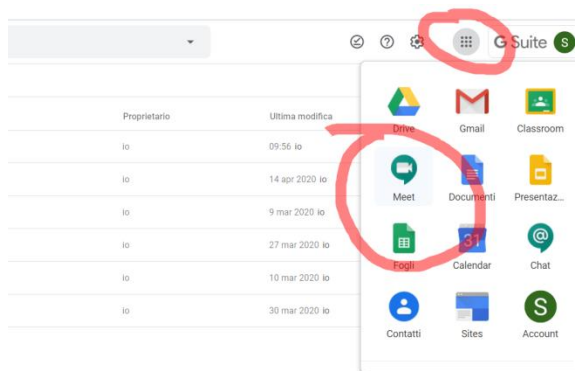 G Suite S
Drive Gmail Classroom
Proprietario Ultima modifica
io 09:56 io
Meet Documenti Presentaz...
io 14 apr 2020 io
io 9 mar 2020 io
31
io 27 mar 2020 io
Fogli Calendar Chat
io 10 mar 2020 io
io 30 mar 2020 io
S
Contatti Sites Account